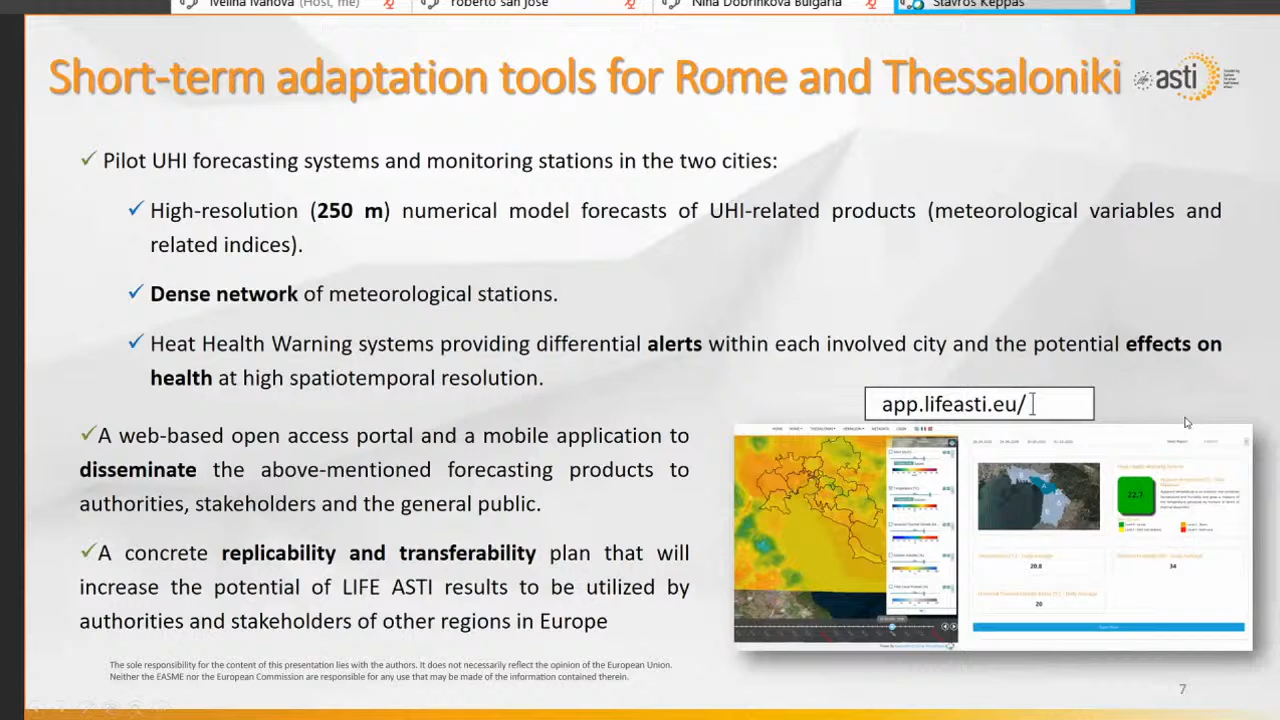 Ivelina Ivanova (Host, me)
roberto san jose
Nina Dobrinkova Bulgaria
Stavros Keppas
Short-term adaptation tools for Rome and Thessaloniki
asti
✓ Pilot UHI forecasting systems and monitoring stations in the two cities:
✓ High-resolution (250 m) numerical model forecasts of UHI-related products (meteorological variables and
related indices).
✓ Dense network of meteorological stations.
✓ Heat Health Warning systems providing differential alerts within each involved city and the potential effects on
health at high spatiotemporal resolution.
app.lifeasti.eu/
✓A web-based open access portal and a mobile application to
disseminate the above-mentioned forecasting products to
authorities, stakeholders and the general public.
✓A concrete replicability and transferability plan that will
increase the potential of LIFE ASTI results to be utilized by
authorities and stakeholders of other regions in Europe
22.7
20.8
34
20
The sole responsibility for the content of this presentation lies with the authors. It does not necessarily reflect the opinion of the European Union.
Neither the EASME nor the European Commission are responsible for any use that may be made of the information contained therein.
7